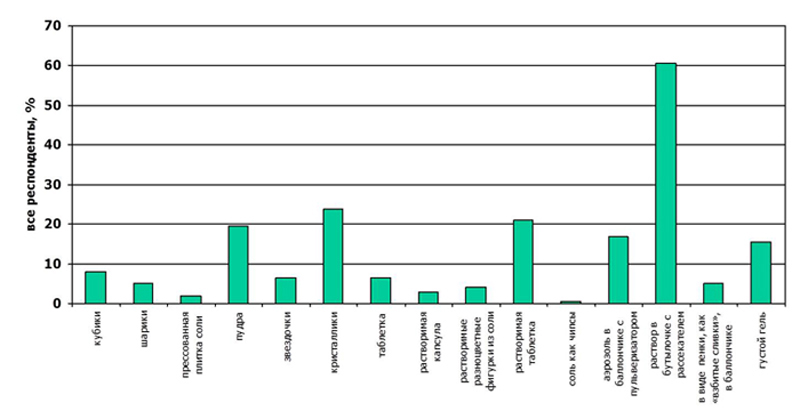 70
60
50
40
30
20
10
0
все респонденты, %
кубики
шарики
прессованная
плитка соли
пудра
звездочки
кристаллики
таблетка
растворимая
капсула
растворимые
разноцветные
фигурки из соли
растворимая
таблетка
соль как чипсы
аэрозоль в
баллончике с
пульверизатором
раствор в
бутылочке с
рассекателем
в виде пенки, как
«взбитые сливки»,
в баллончике
густой гель